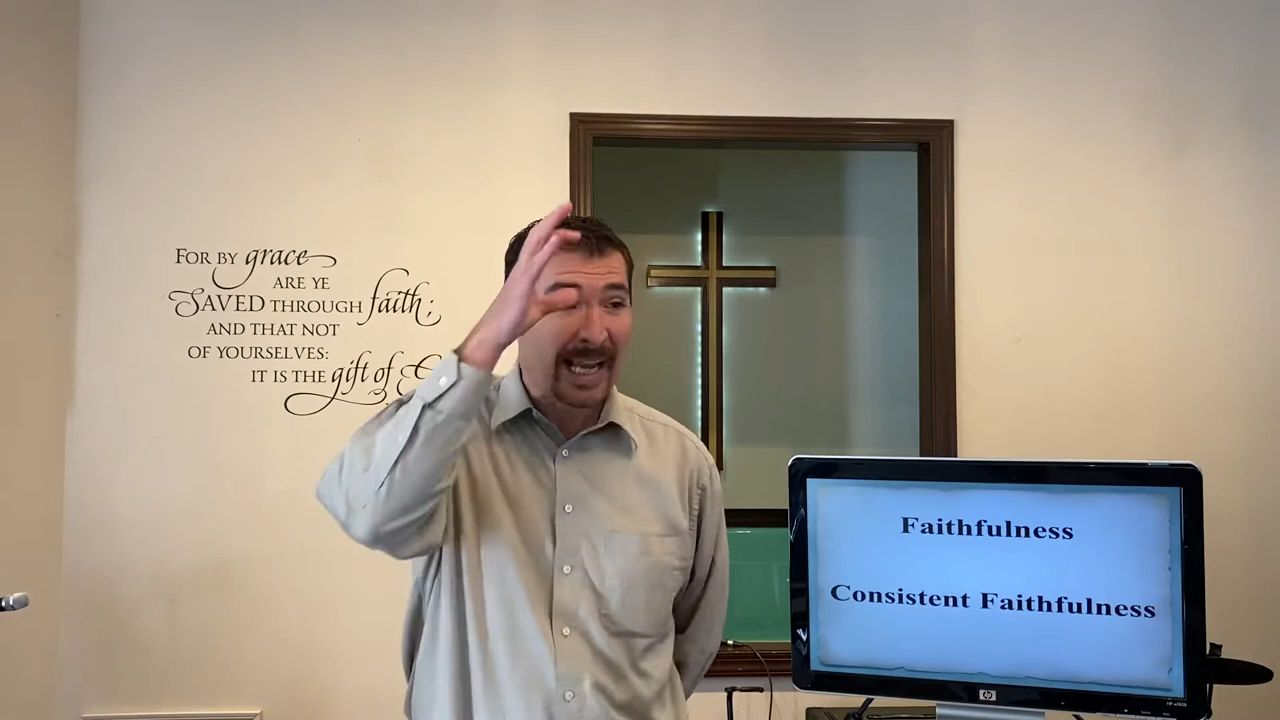 FOR BY grace
ARE YE
SAVED THROUGH faith;
AND THAT NOT
OF YOURSELVES:
IT IS THE gift of
Faithfulness
Consistent Faithfulness
hp